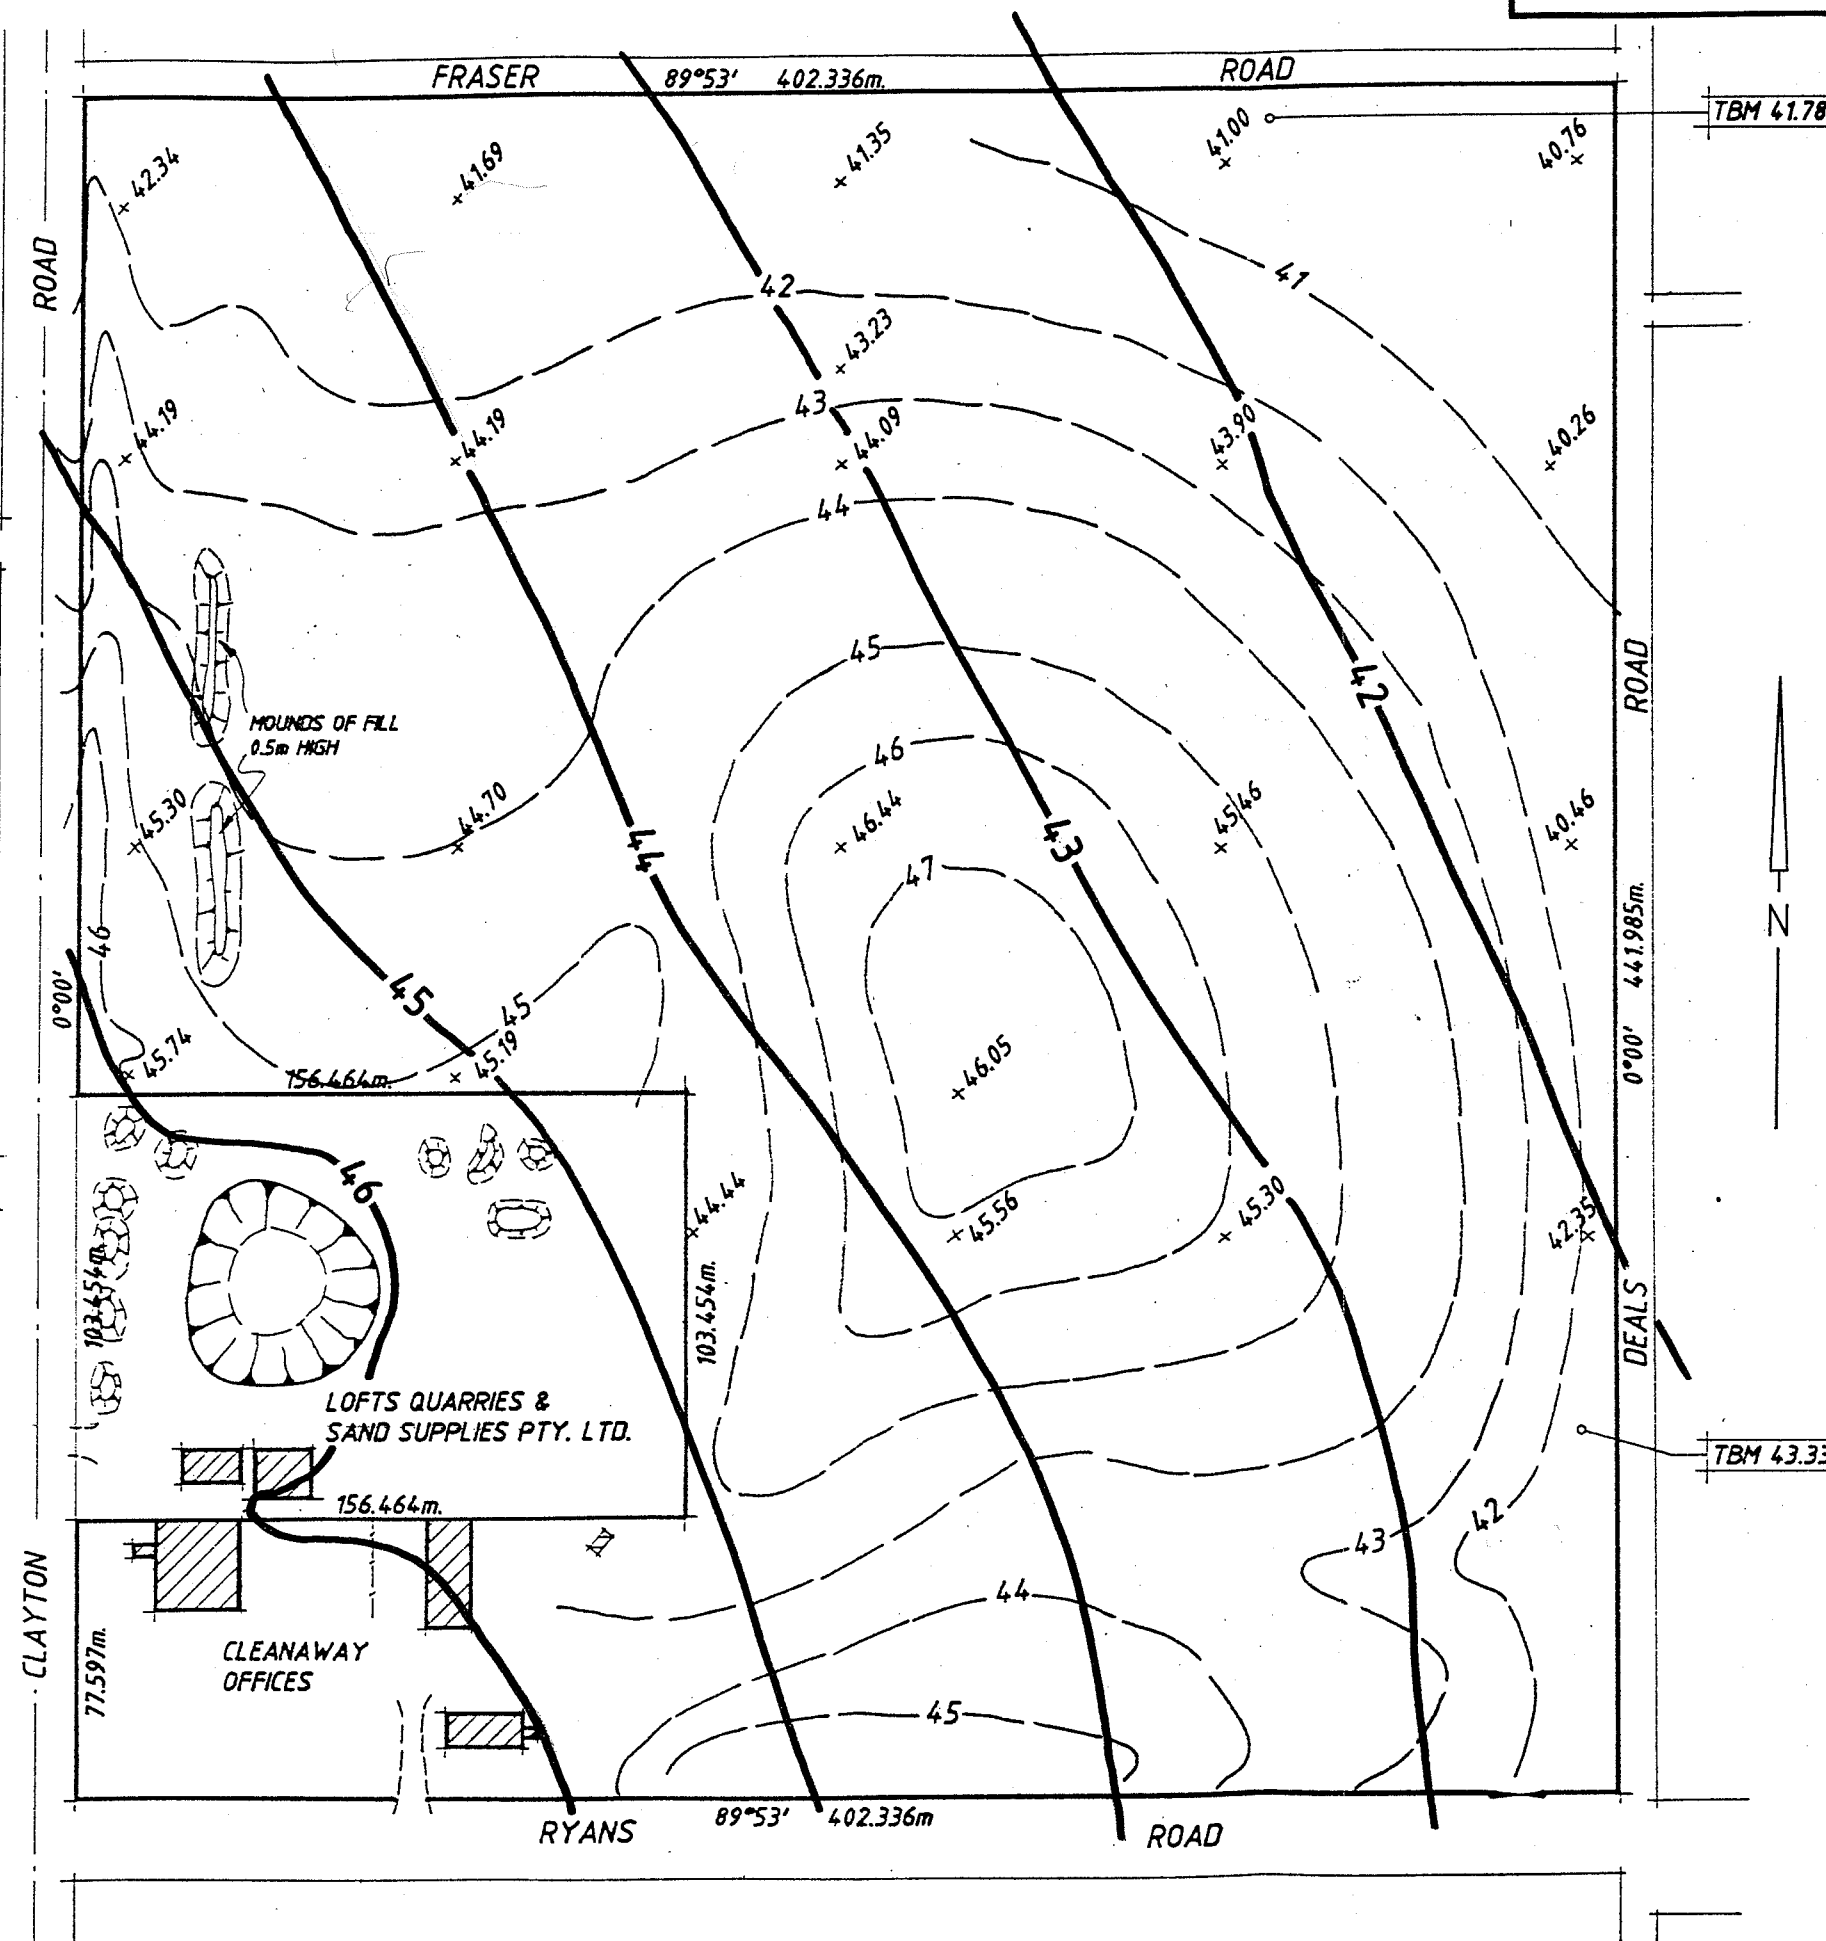 FRASER 89°53' 402.336m. ROAD
TBM 41.78
42.34
41.69
41.35
41.00
40.76
ROAD
41
42
43.23
43
44.19
44.19
44.09
43.90
40.26
44
45
42
ROAD
MOUNDS OF FILL
0.5m HIGH
46
45.30
44.70
46.44
45.46
40.46
44
43
47
46
0°00' 441.985m.
N
45
45
0°00'
45.74
45.19
46.05
156.464m.
46
44.44
45.56
45.30
42.35
103.454m.
103.454m.
DEALS
LOFTS QUARRIES &
SAND SUPPLIES PTY. LTD.
TBM 43.33
156.464m.
42
43
44
CLAYTON
CLEANAWAY
OFFICES
77.597m.
45
RYANS 89°53' 402.336m ROAD